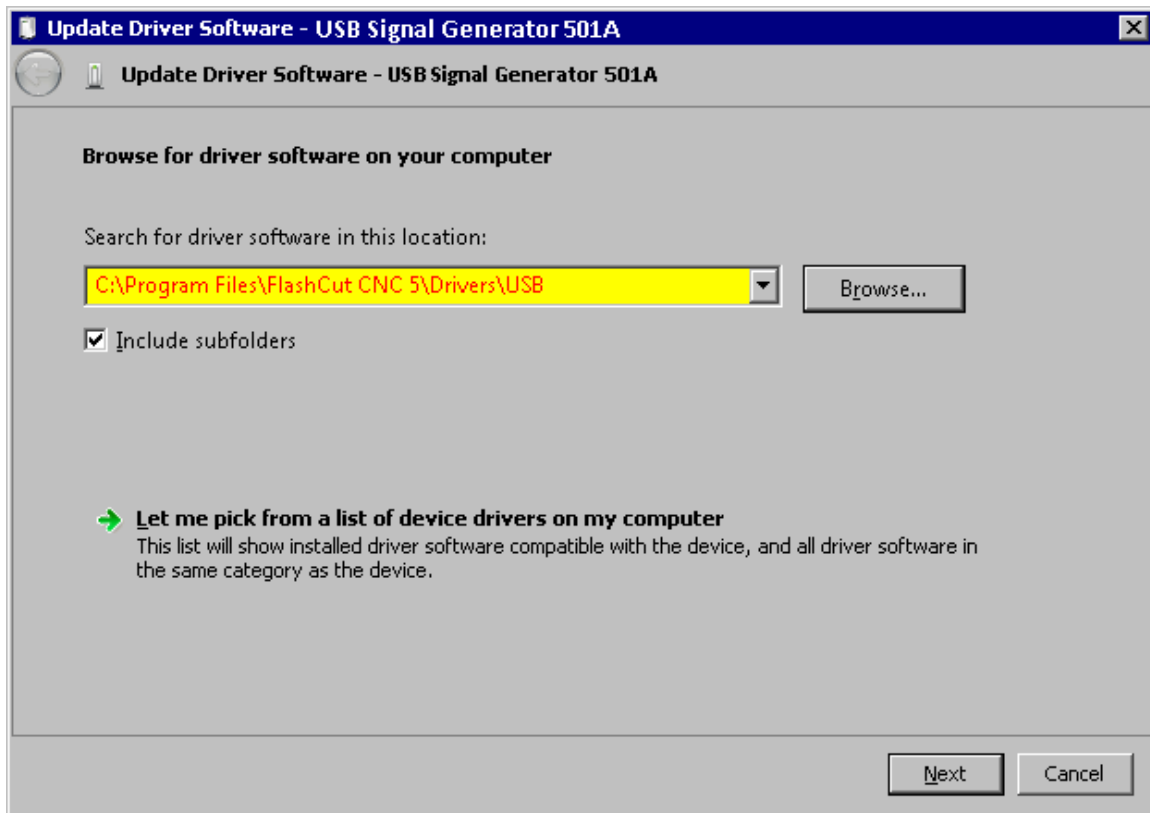 Update Driver Software - USB Signal Generator 501A
Update Driver Software - USB Signal Generator 501A
Browse for driver software on your computer
Search for driver software in this location:
C:\Program Files\FlashCut CNC 5\Drivers\USB
Browse...
Include subfolders
Let me pick from a list of device drivers on my computer
This list will show installed driver software compatible with the device, and all driver software in
the same category as the device.
Next
Cancel